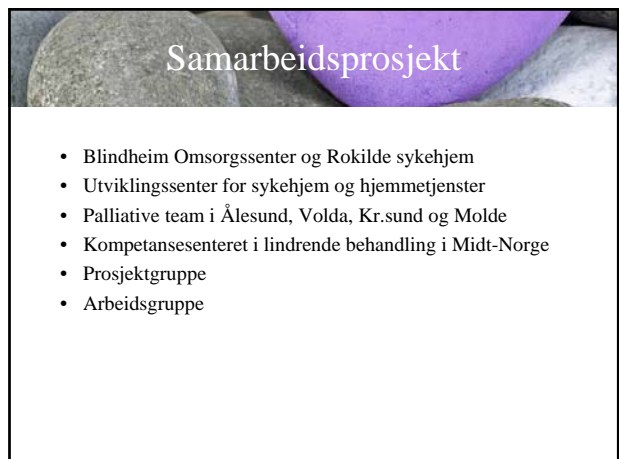 Samarbeidsprosjekt
• Blindheim Omsorgssenter og Rokilde sykehjem
• Utviklingssenter for sykehjem og hjemmetjenster
• Palliative team i Ålesund, Volda, Kr.sund og Molde
• Kompetansesenteret i lindrende behandling i Midt-Norge
• Prosjektgruppe
• Arbeidsgruppe